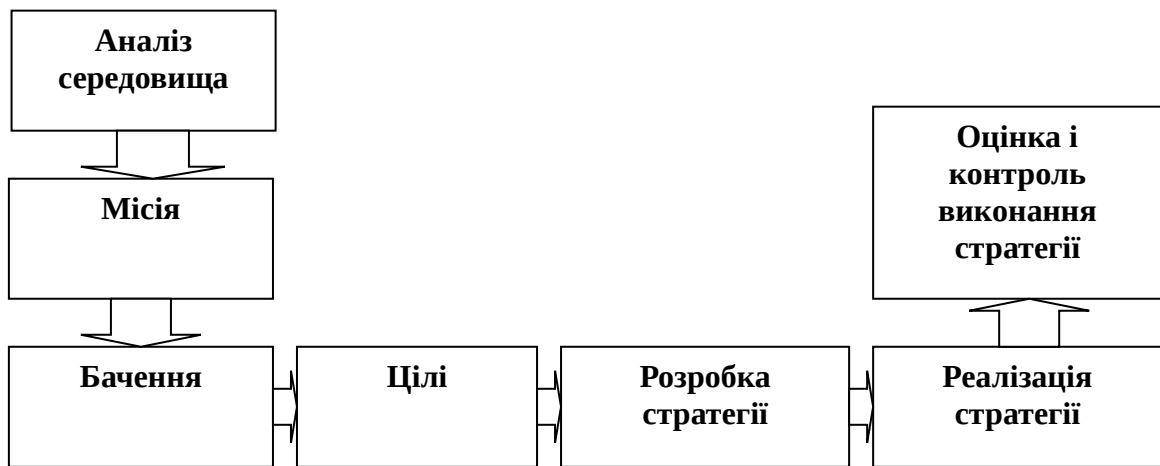 Аналіз
середовища
Місія
Бачення
Цілі
Розробка
стратегії
Реалізація
стратегії
Оцінка і
контроль
виконання
стратегії